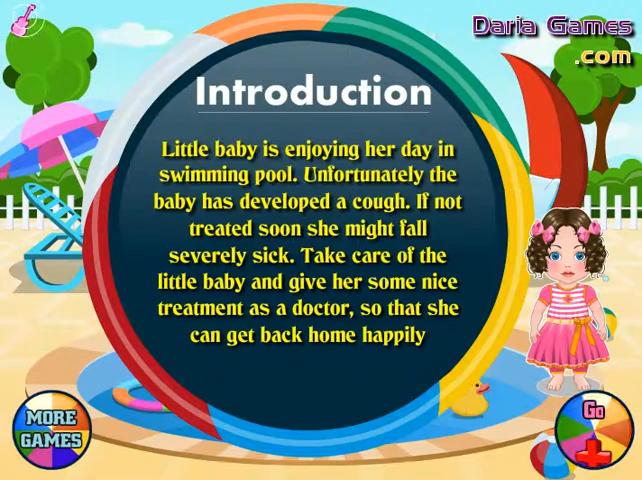 Daria Games
.com
Introduction
Little baby is enjoying her day in
swimming pool. Unfortunately the
baby has developed a cough. If not
treated soon she might fall
severely sick. Take care of the
little baby and give her some nice
treatment as a doctor, so that she
can get back home happily
MORE
GAMES
Go